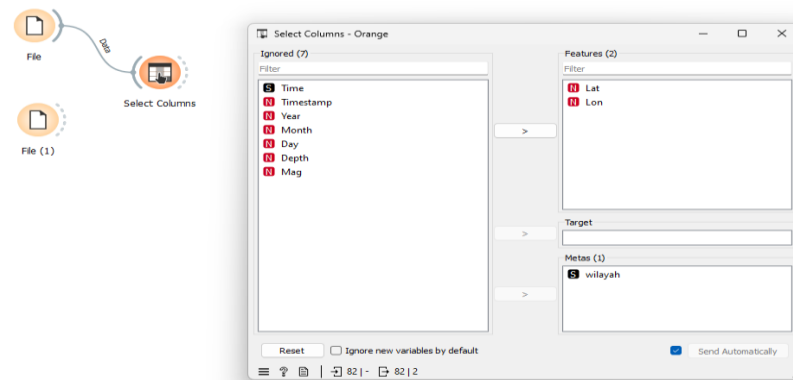 File
Data
Select Columns
File (1)
Select Columns - Orange
Ignored (7)
Filter
S Time
N Timestamp
N Year
N Month
N Day
N Depth
N Mag
>
>
>
Features (2)
Filter
N Lat
N Lon
Target
Metas (1)
S wilayah
Reset
Ignore new variables by default
Send Automatically
? 82 | - 82 | 2